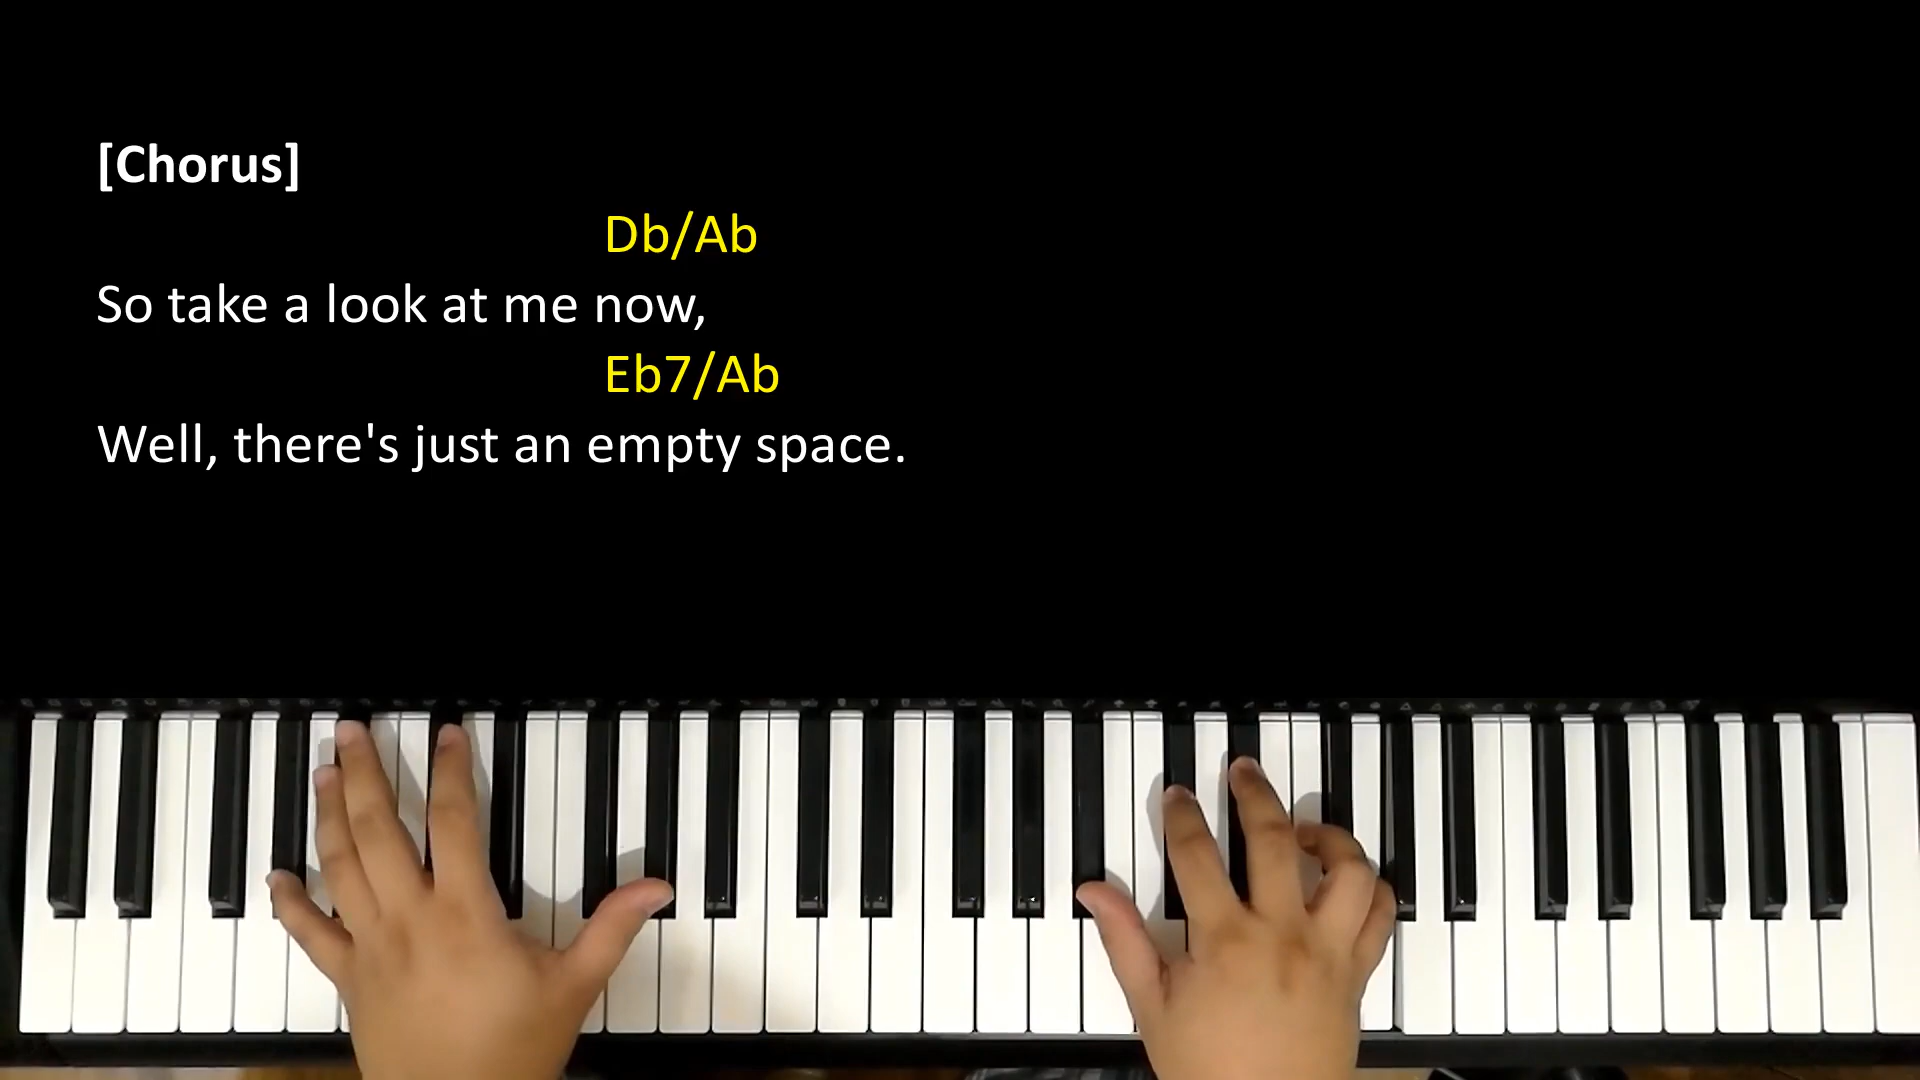 [Chorus]
Db/Ab
So take a look at me now,
Eb7/Ab
Well, there's just an empty space.